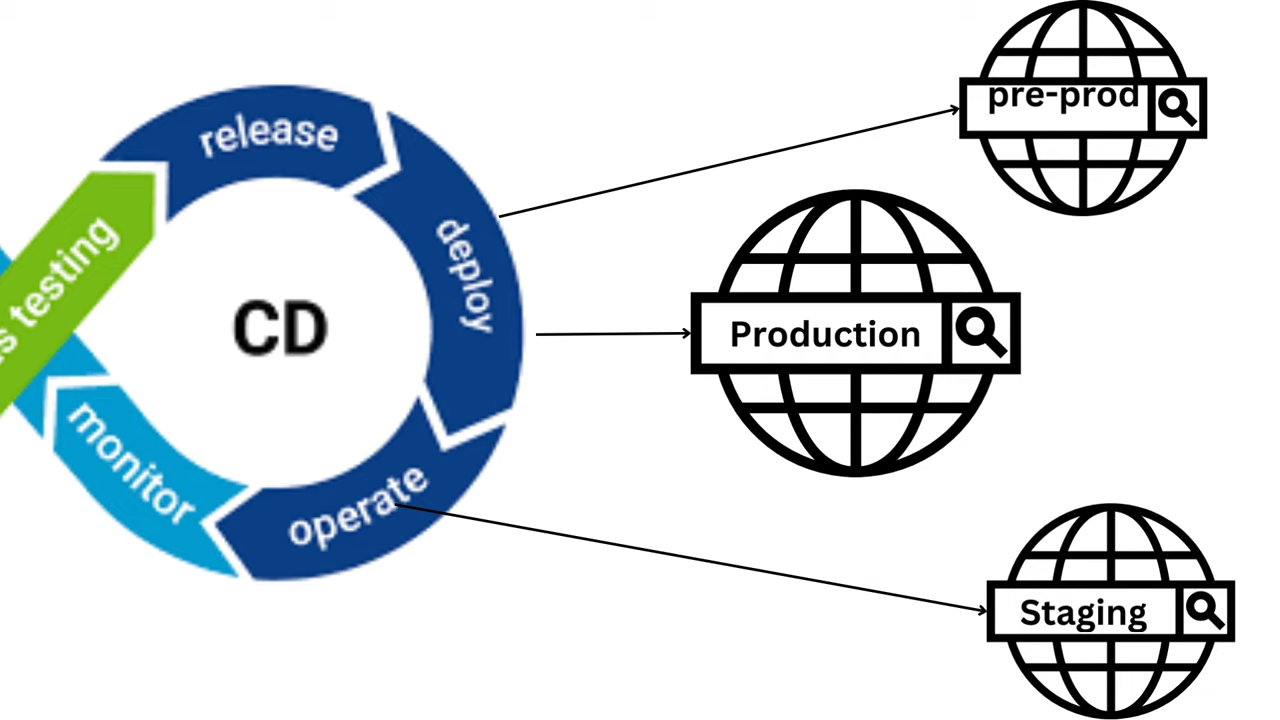 release
deploy
operate
monitor
s testing
CD
pre-prod
Production
Staging